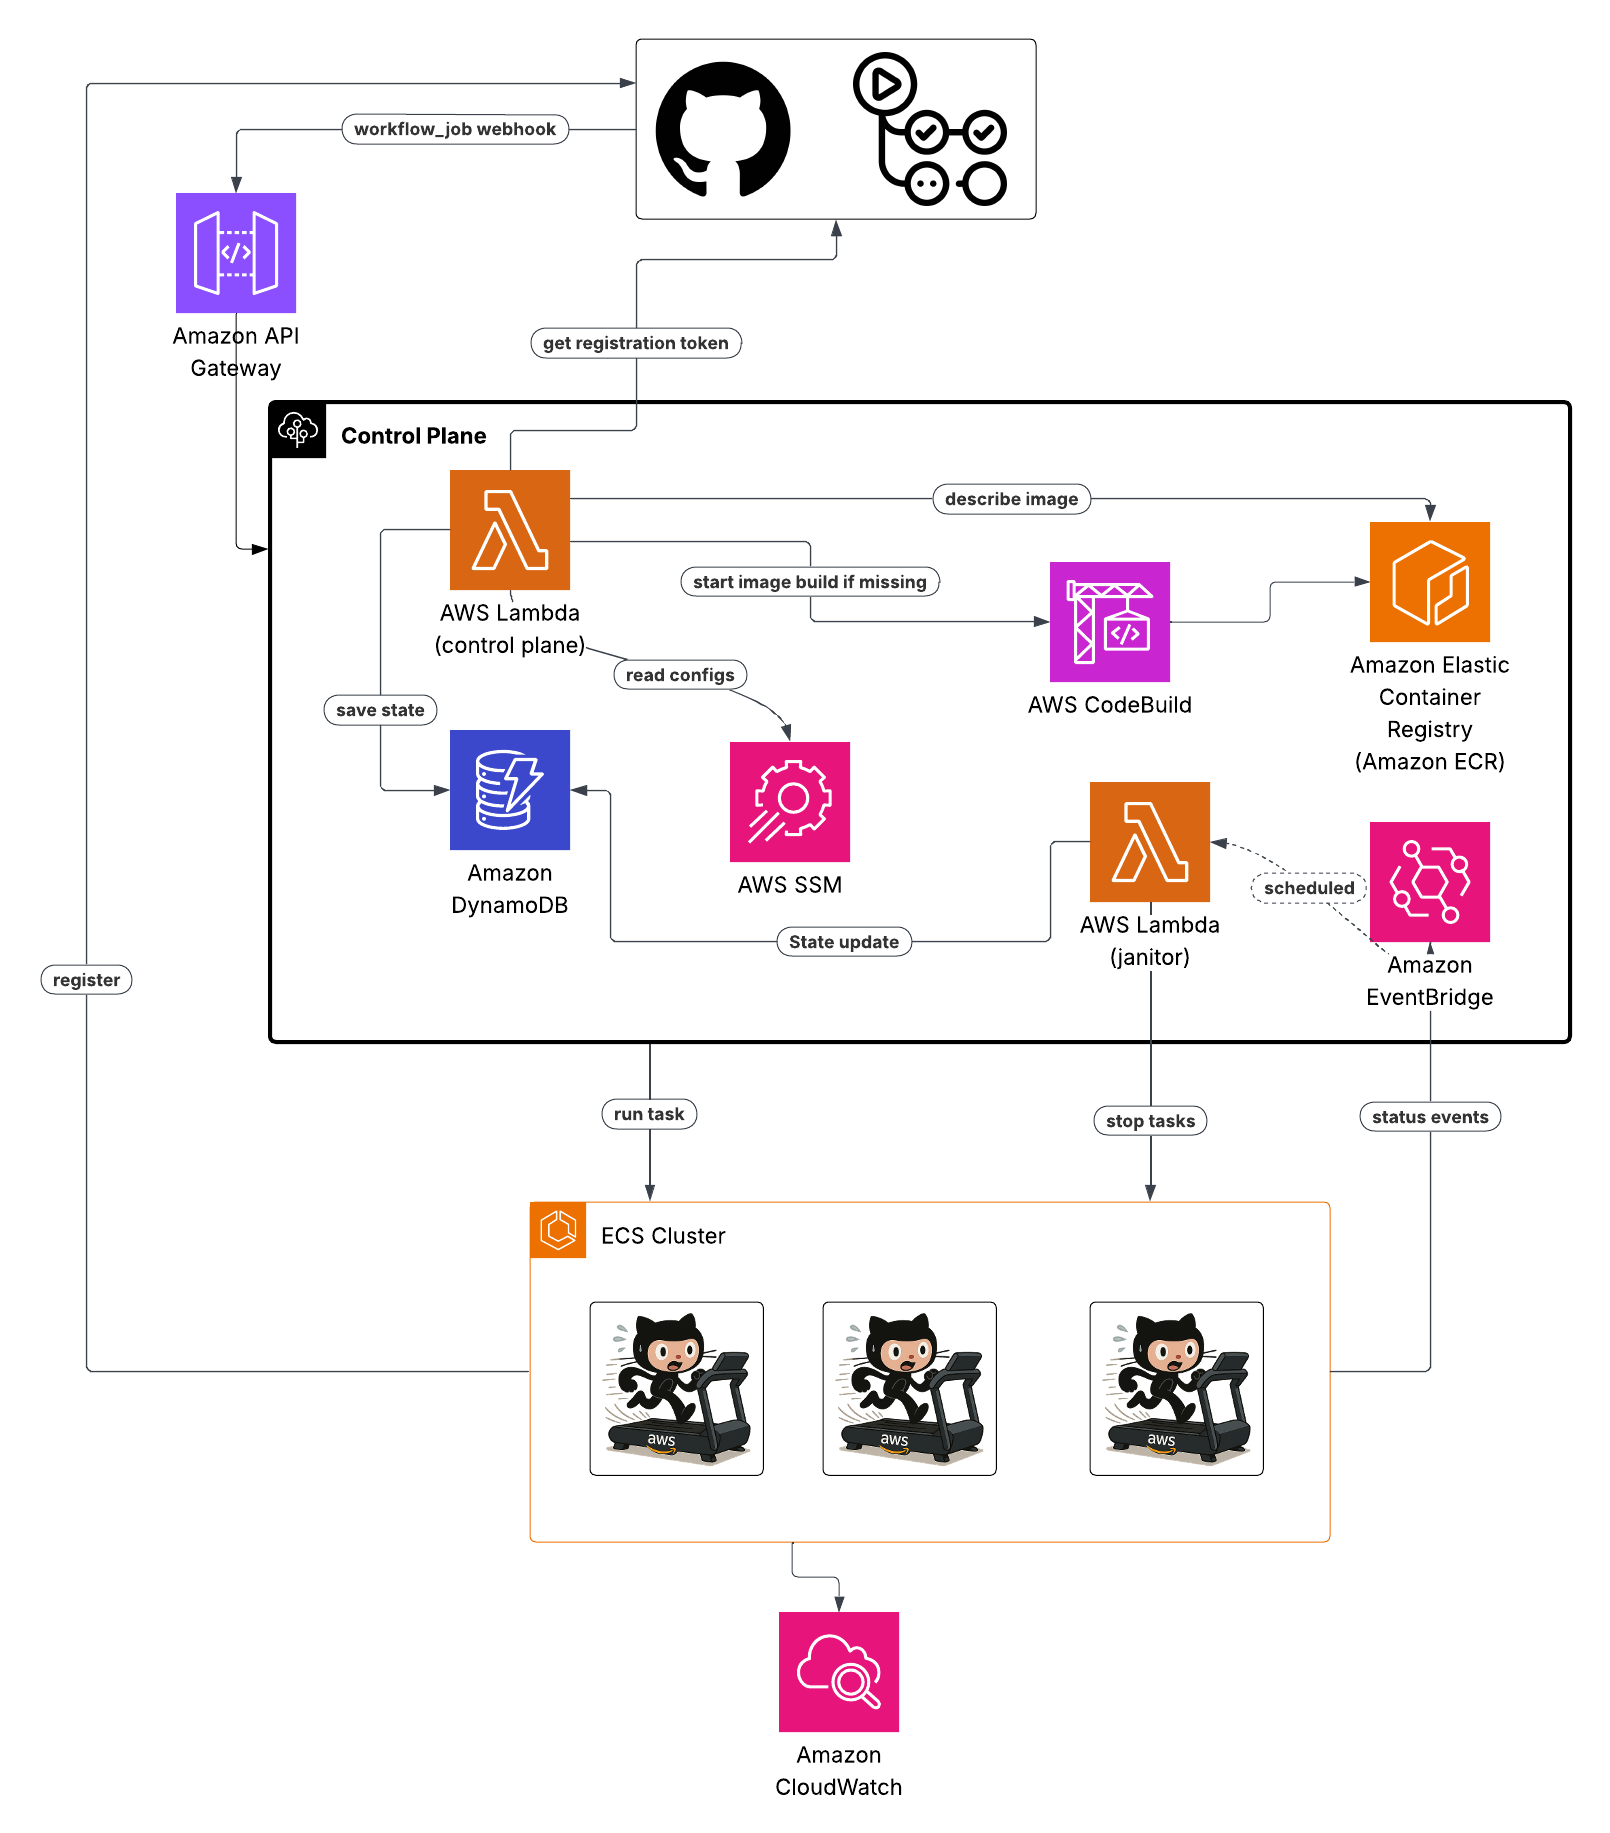 workflow_job webhook
Amazon API
Gateway
get registration token
Control Plane
describe image
start image build if missing
AWS Lambda
(control plane)
read configs
AWS CodeBuild
Amazon Elastic
Container
Registry
(Amazon ECR)
save state
Amazon
DynamoDB
AWS SSM
scheduled
State update
AWS Lambda
(janitor)
Amazon
EventBridge
register
run task
stop tasks
status events
ECS Cluster
aws
aws
aws
Amazon
CloudWatch